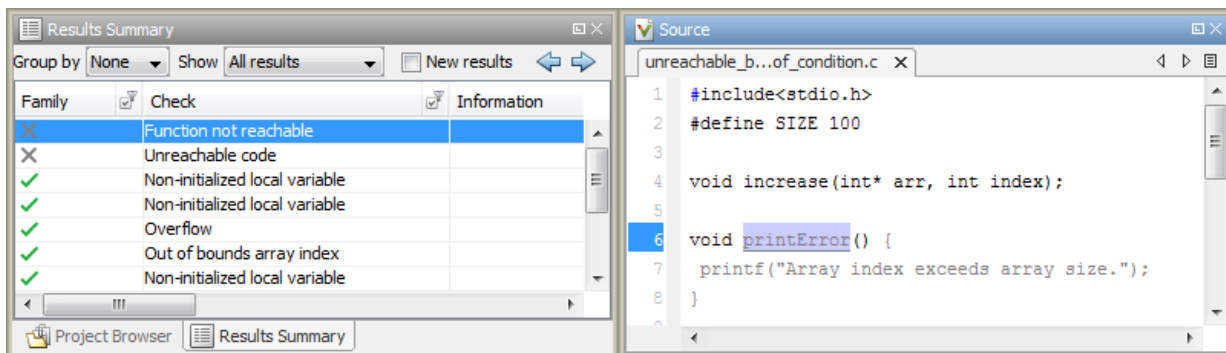 Results Summary
Group by None Show All results New results
Family Check Information
Function not reachable
Unreachable code
Non-initialized local variable
Non-initialized local variable
Overflow
Out of bounds array index
Non-initialized local variable
Project Browser Results Summary
Source
unreachable_b...of_condition.c
1 #include<stdio.h>
2 #define SIZE 100
3
4 void increase(int* arr, int index);
5
6 void printError() {
7 printf("Array index exceeds array size.");
8 }